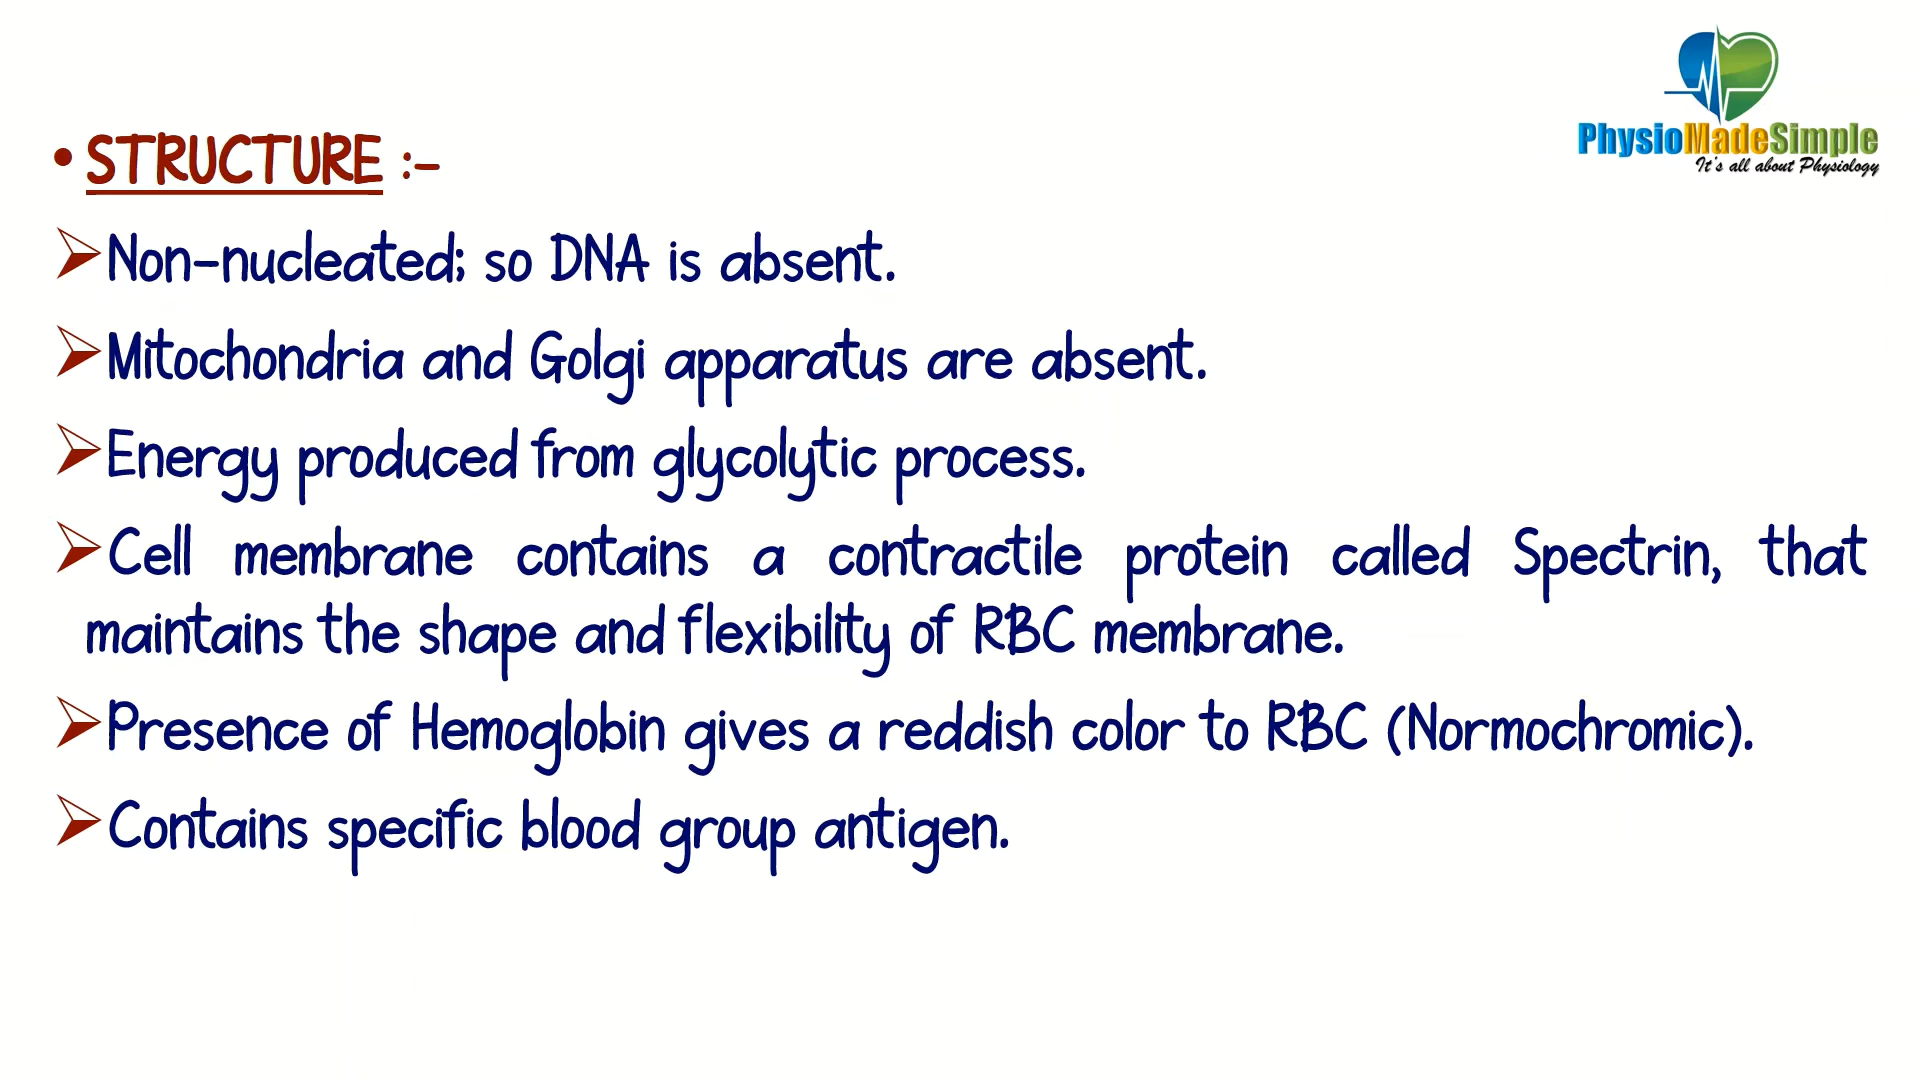 PhysioMadeSimple
It's all about Physiology
• STRUCTURE :-
➢Non-nucleated; so DNA is absent.
➢Mitochondria and Golgi apparatus are absent.
➢Energy produced from glycolytic process.
➢Cell membrane contains a contractile protein called Spectrin, that
maintains the shape and flexibility of RBC membrane.
➢Presence of Hemoglobin gives a reddish color to RBC (Normochromic).
➢Contains specific blood group antigen.